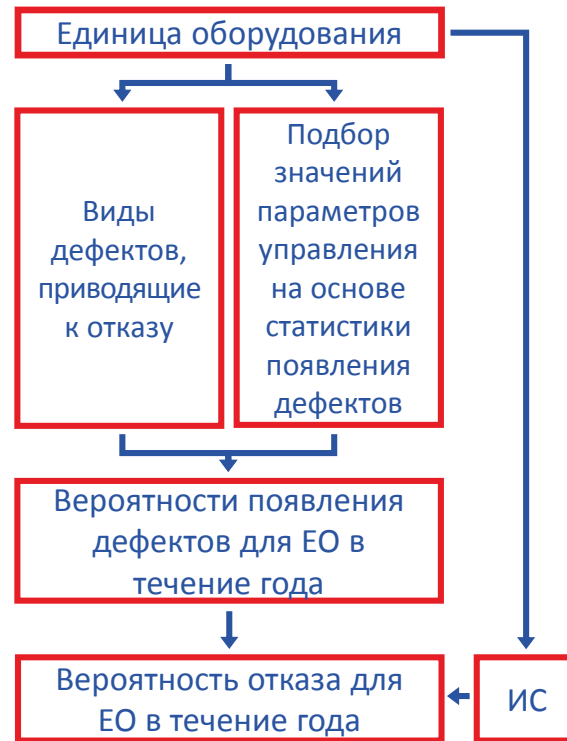 Единица оборудования
Виды
дефектов,
приводящие
к отказу
Подбор
значений
параметров
управления
на основе
статистики
появления
дефектов
Вероятности появления
дефектов для ЕО в
течение года
Вероятность отказа для
ЕО в течение года
ИС